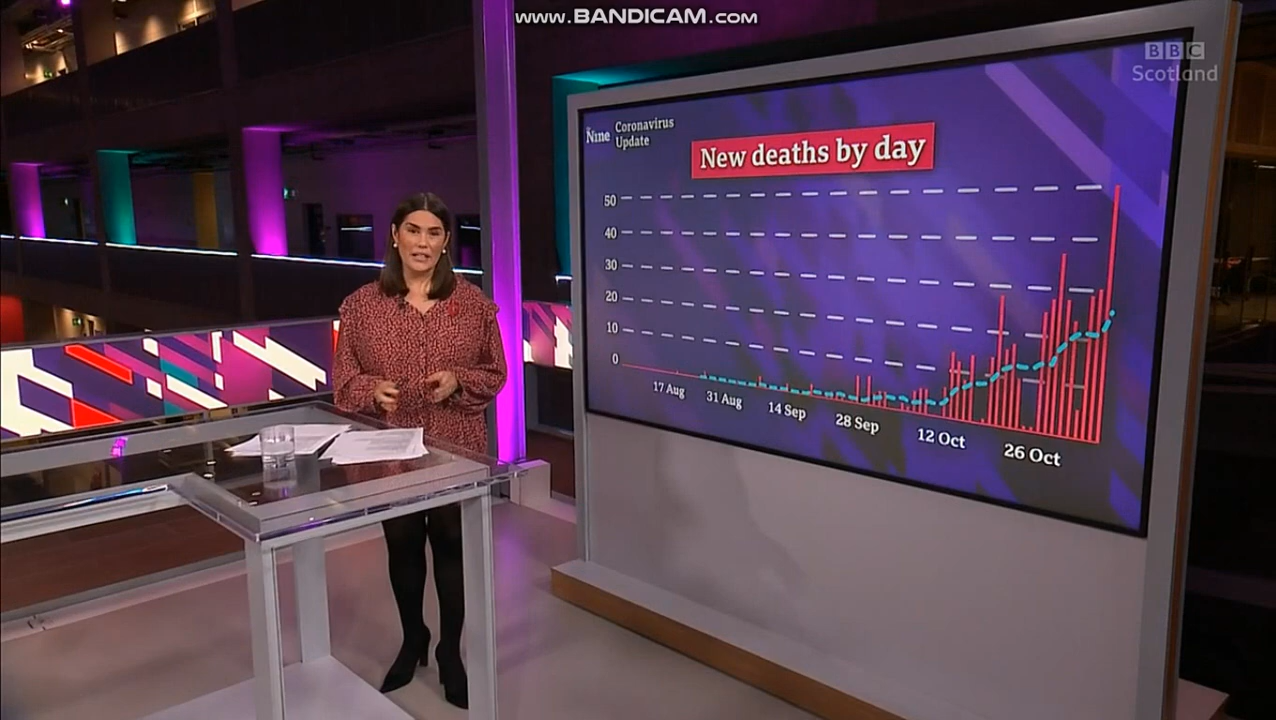 www.BANDICAM.com
BBC
Scotland
The Nine
Coronavirus
Update
New deaths by day
50
40
30
20
10
0
17 Aug
31 Aug
14 Sep
28 Sep
12 Oct
26 Oct